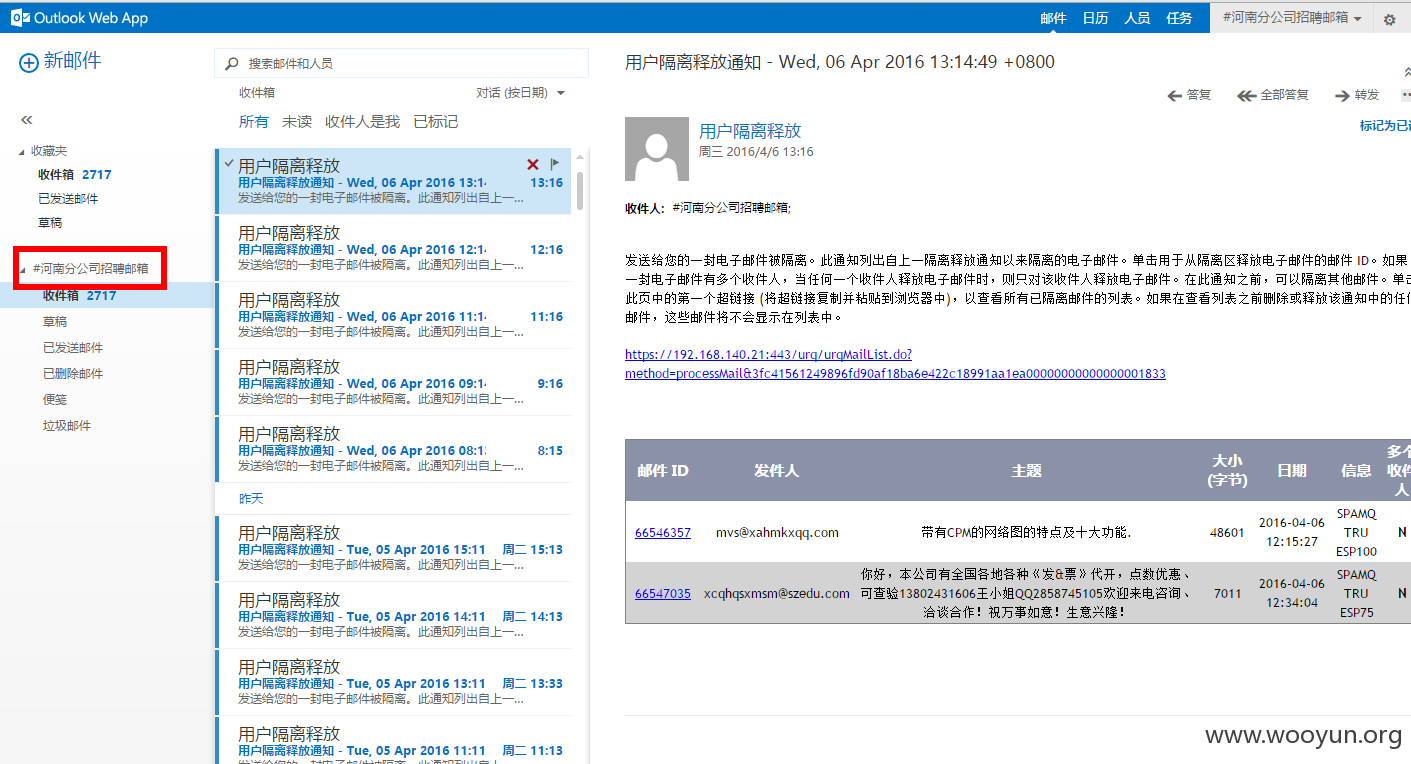 Outlook Web App
邮件 日历 人员 任务 #河南分公司招聘邮箱
新邮件
搜索邮件和人员
收件箱 对话 (按日期)
所有 未读 收件人是我 已标记
收藏夹
收件箱 2717
已发送邮件
草稿
#河南分公司招聘邮箱
收件箱 2717
草稿
已发送邮件
已删除邮件
便笺
垃圾邮件
用户隔离释放
用户隔离释放通知 - Wed, 06 Apr 2016 13:14 13:16
发送给您的一封电子邮件被隔离。此通知列出自上一...
用户隔离释放
用户隔离释放通知 - Wed, 06 Apr 2016 12:14 12:16
发送给您的一封电子邮件被隔离。此通知列出自上一...
用户隔离释放
用户隔离释放通知 - Wed, 06 Apr 2016 11:14 11:16
发送给您的一封电子邮件被隔离。此通知列出自上一...
用户隔离释放
用户隔离释放通知 - Wed, 06 Apr 2016 09:14 9:16
发送给您的一封电子邮件被隔离。此通知列出自上一...
用户隔离释放
用户隔离释放通知 - Wed, 06 Apr 2016 08:1 8:15
发送给您的一封电子邮件被隔离。此通知列出自上一...
昨天
用户隔离释放
用户隔离释放通知 - Tue, 05 Apr 2016 15:11 周二 15:13
发送给您的一封电子邮件被隔离。此通知列出自上一...
用户隔离释放
用户隔离释放通知 - Tue, 05 Apr 2016 14:11 周二 14:13
发送给您的一封电子邮件被隔离。此通知列出自上一...
用户隔离释放
用户隔离释放通知 - Tue, 05 Apr 2016 13:11 周二 13:33
发送给您的一封电子邮件被隔离。此通知列出自上一...
用户隔离释放
用户隔离释放通知 - Tue, 05 Apr 2016 11:11 周二 11:13
用户隔离释放通知 - Wed, 06 Apr 2016 13:14:49 +0800
答复 全部答复 转发
标记为已
用户隔离释放
周三 2016/4/6 13:16
收件人: #河南分公司招聘邮箱;
发送给您的一封电子邮件被隔离。此通知列出自上一隔离释放通知以来隔离的电子邮件。单击用于从隔离区释放电子邮件的邮件 ID。如果
一封电子邮件有多个收件人，当任何一个收件人释放电子邮件时，则只对该收件人释放电子邮件。在此通知之前，可以隔离其他邮件。单击
此页中的第一个超链接 (将超链接复制并粘贴到浏览器中)，以查看所有已隔离邮件的列表。如果在查看列表之前删除或释放该通知中的任何
邮件，这些邮件将不会显示在列表中。
https://192.168.140.21:443/urq/urqMailList.do?
method=processMail&3fc41561249896fd90af18ba6e422c18991aa1ea00000000000000001833
邮件 ID 发件人 主题 大小 (字节) 日期 信息 多个收件人
66546357 mvs@xahmkxqq.com 带有CPM的网络图的特点及十大功能. 48601 2016-04-06 12:15:27 SPAMQ TRU ESP100 N
66547035 xcqhqsxmsm@szedu.com 你好，本公司有全国各地各种《发&票》代开，点数优惠、
可查验13802431606王小姐QQ2858745105欢迎来电咨询、
洽谈合作！祝万事如意！生意兴隆！ 7011 2016-04-06 12:34:04 SPAMQ TRU ESP75 N
www.wooyun.org